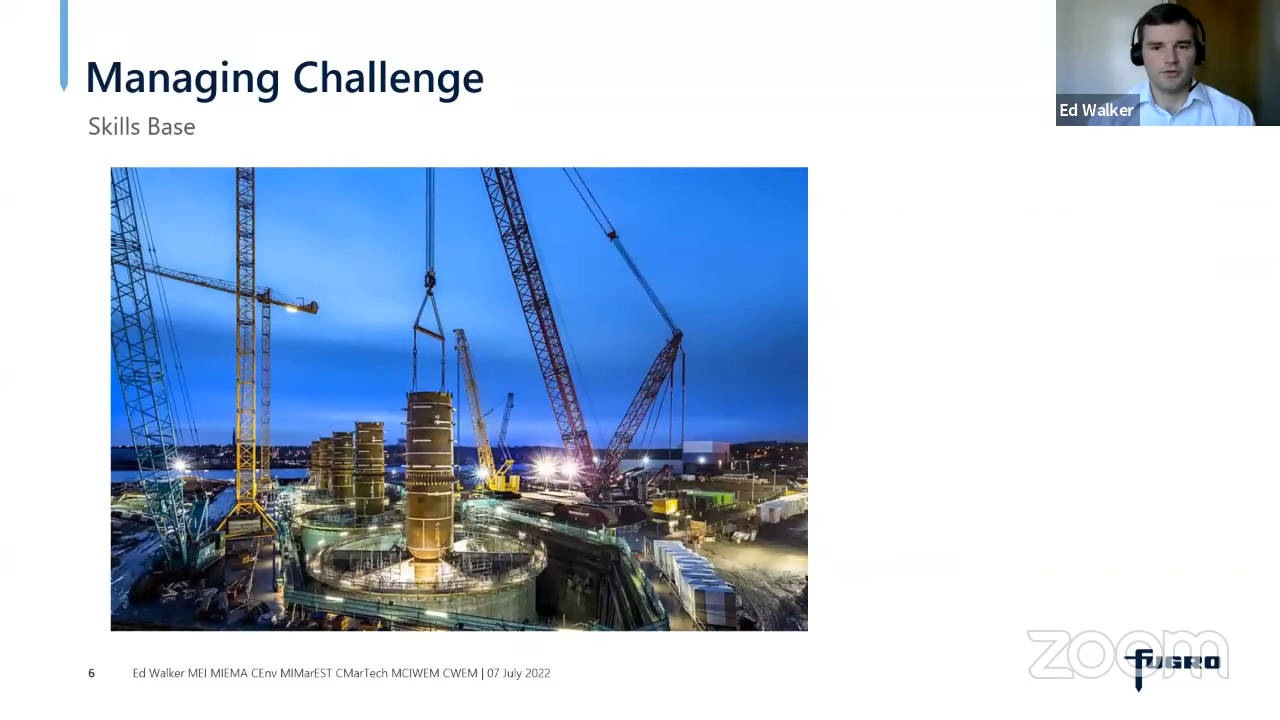 Managing Challenge
Skills Base
Ed Walker
6 Ed Walker MEI MIEMA CEnv MIMarEST CMarTech MCIWEM CWEM | 07 July 2022
zoom
FUGRO